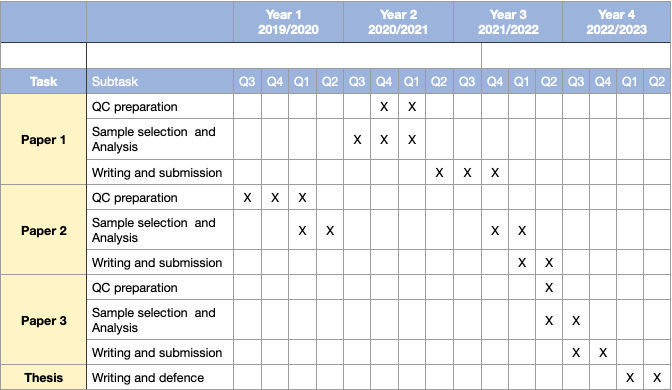 Year 1 Year 2 Year 3 Year 4
2019/2020 2020/2021 2021/2022 2022/2023
Task Subtask Q3 Q4 Q1 Q2 Q3 Q4 Q1 Q2 Q3 Q4 Q1 Q2 Q3 Q4 Q1 Q2
Paper 1
QC preparation X X
Sample selection and
Analysis X X X
Writing and submission X X X
Paper 2
QC preparation X X X
Sample selection and
Analysis X X X X
Writing and submission X X
Paper 3
QC preparation X
Sample selection and
Analysis X X
Writing and submission X X
Thesis Writing and defence X X